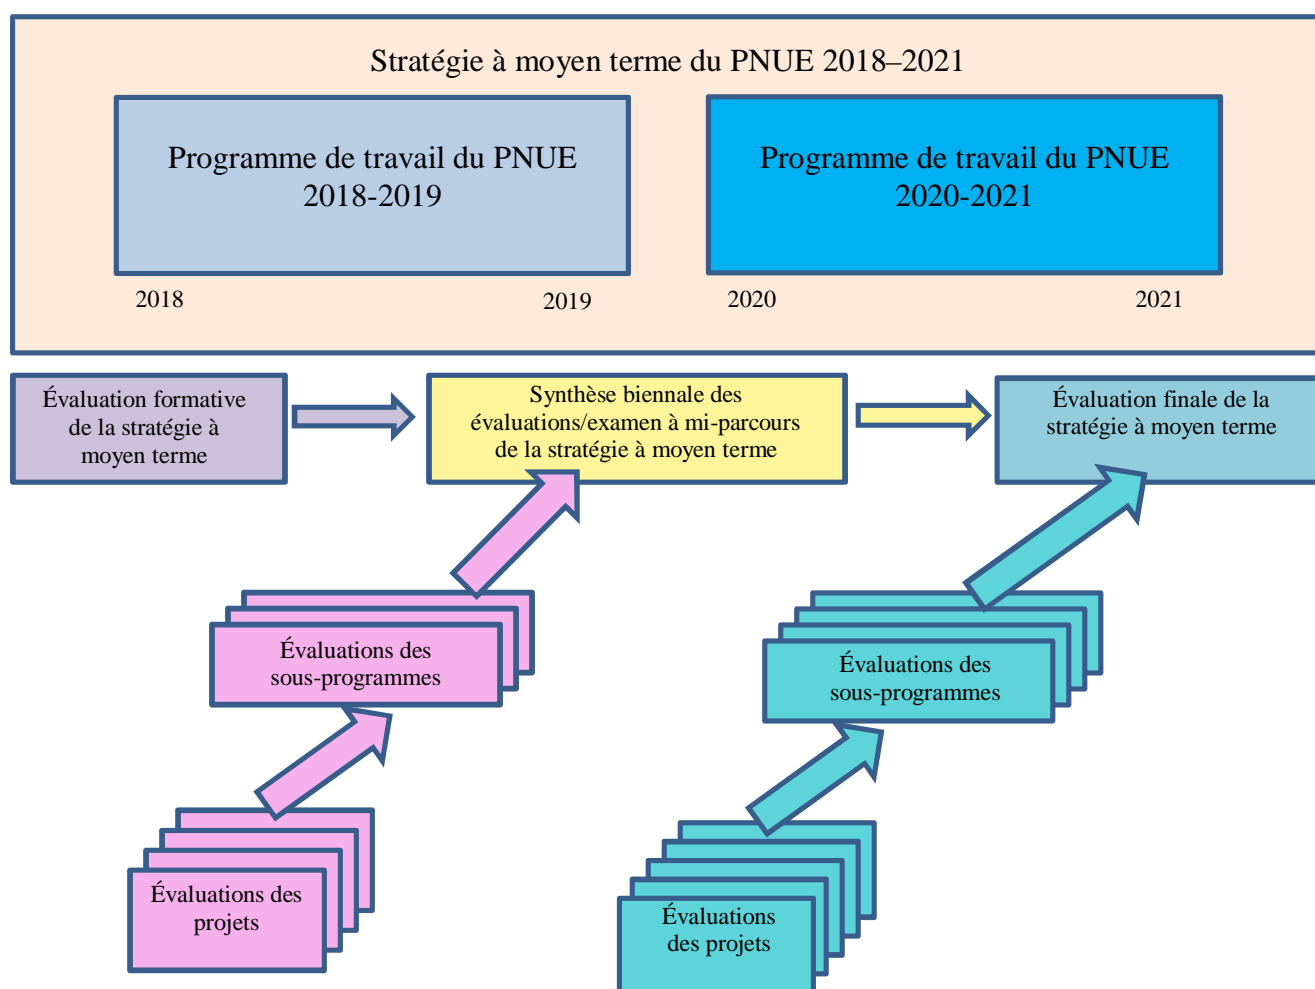 Stratégie à moyen terme du PNUE 2018–2021
Programme de travail du PNUE
2018-2019
Programme de travail du PNUE
2020-2021
2018
2019
2020
2021
Évaluation formative
de la stratégie à
moyen terme
Synthèse biennale des
évaluations/examen à mi-parcours
de la stratégie à moyen terme
Évaluation finale de la
stratégie à moyen terme
Évaluations des
sous-programmes
Évaluations des
sous-programmes
Évaluations des
projets
Évaluations
des projets